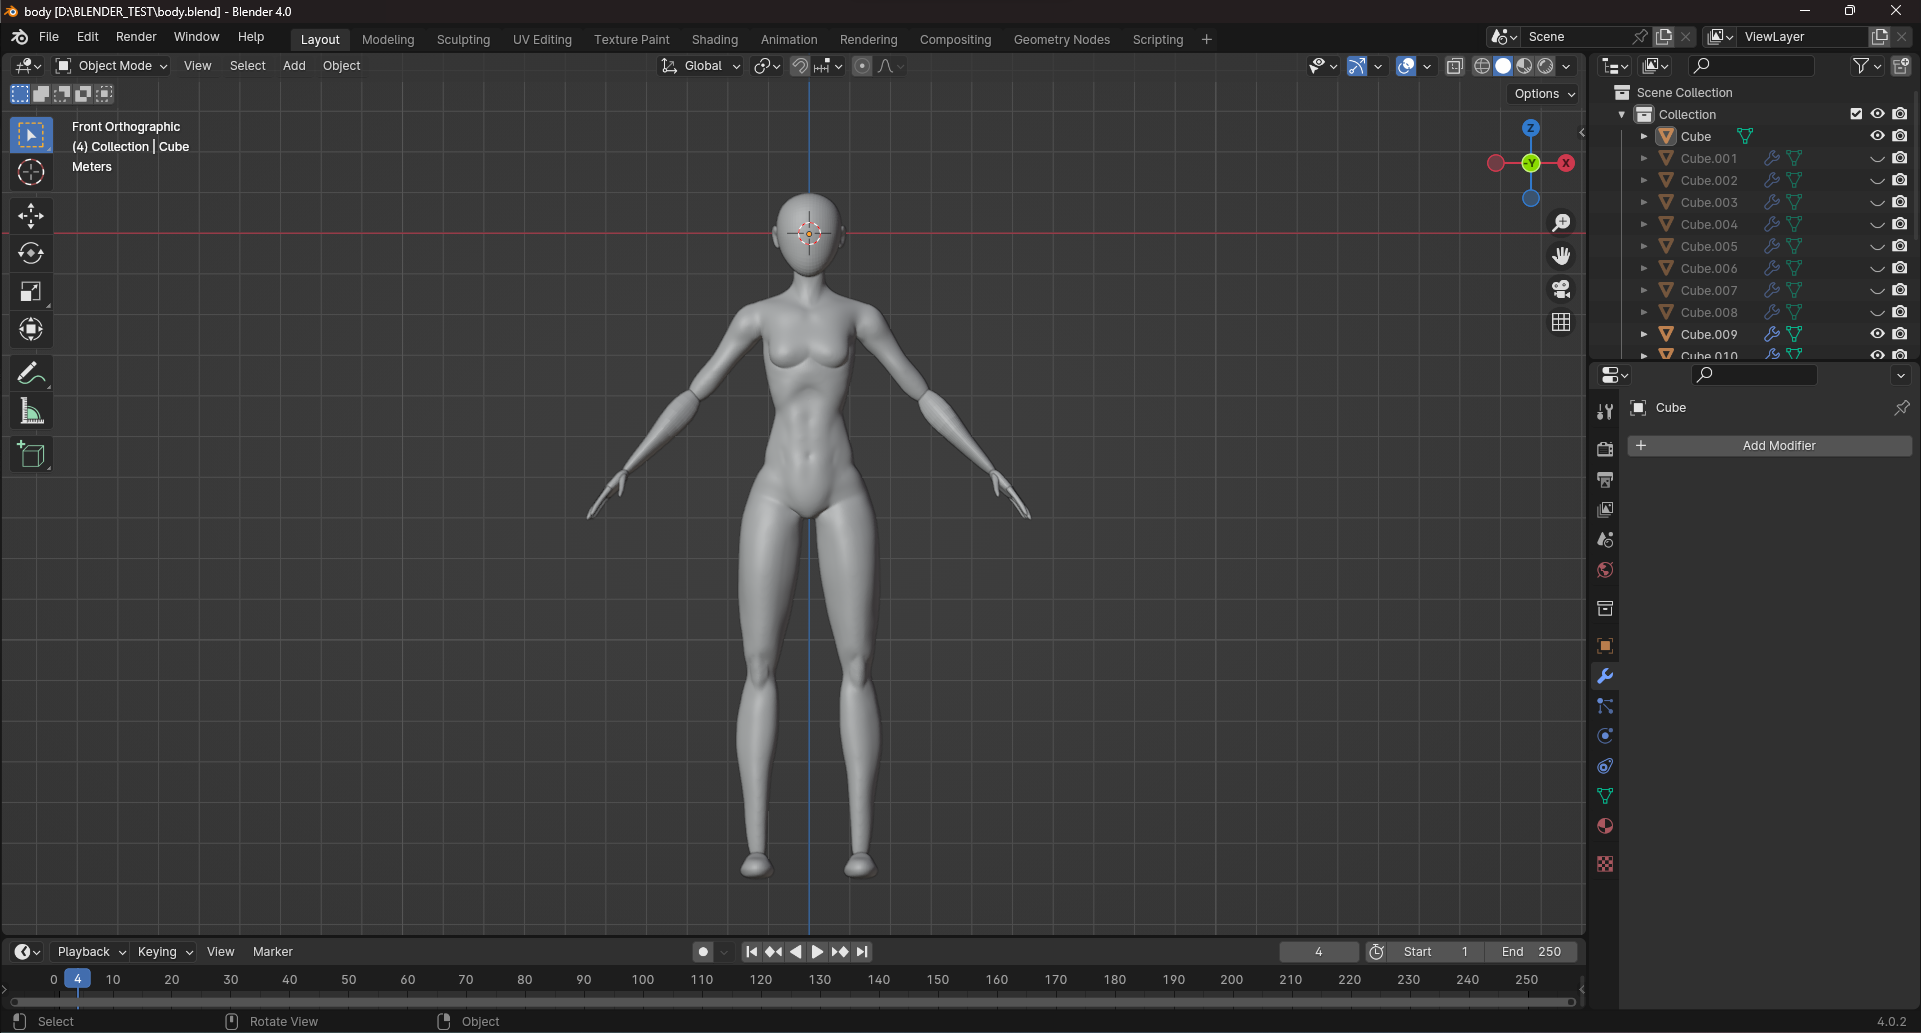 body [D:\BLENDER_TEST\body.blend] - Blender 4.0
File Edit Render Window Help Layout Modeling Sculpting UV Editing Texture Paint Shading Animation Rendering Compositing Geometry Nodes Scripting + Scene ViewLayer
Object Mode View Select Add Object Global
Options
Front Orthographic
(4) Collection | Cube
Meters
Z
-Y
X
Scene Collection
Collection
Cube
Cube.001
Cube.002
Cube.003
Cube.004
Cube.005
Cube.006
Cube.007
Cube.008
Cube.009
Cube.010
Cube
+ Add Modifier
Playback Keying View Marker 4 Start 1 End 250
0 4 10 20 30 40 50 60 70 80 90 100 110 120 130 140 150 160 170 180 190 200 210 220 230 240 250
Select Rotate View Object 4.0.2